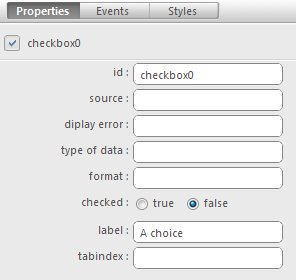 Properties Events Styles
checkbox0
id : checkbox0
source :
diplay error :
type of data :
format :
checked : true false
label : A choice
tabindex :